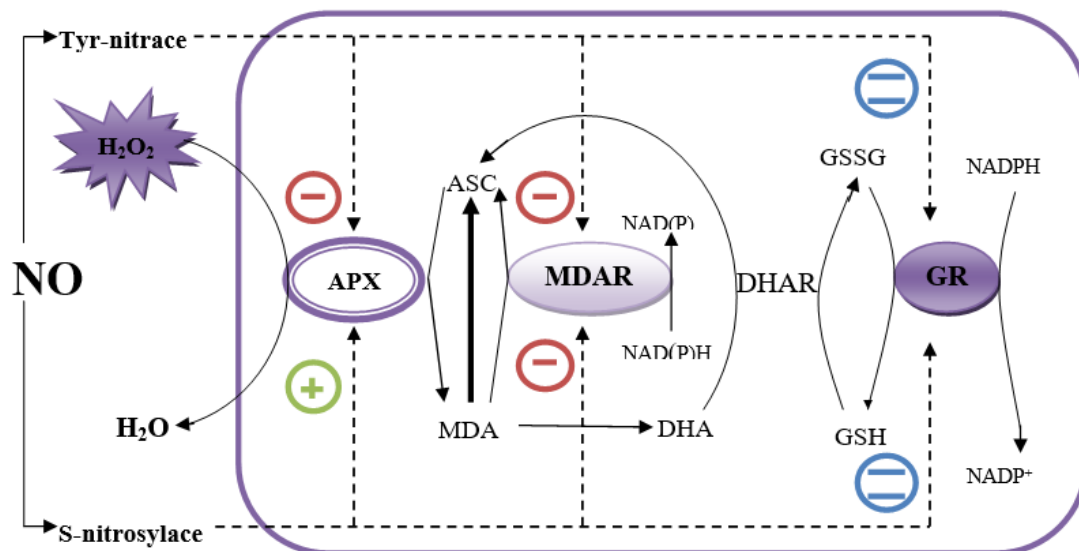 Tyr-nitrace
H₂O₂
GSSG
NADPH
ASC
NAD(P)
NO
APX
MDAR
DHAR
GR
NAD(P)H
H₂O
MDA
DHA
GSH
NADP⁺
S-nitrosylace